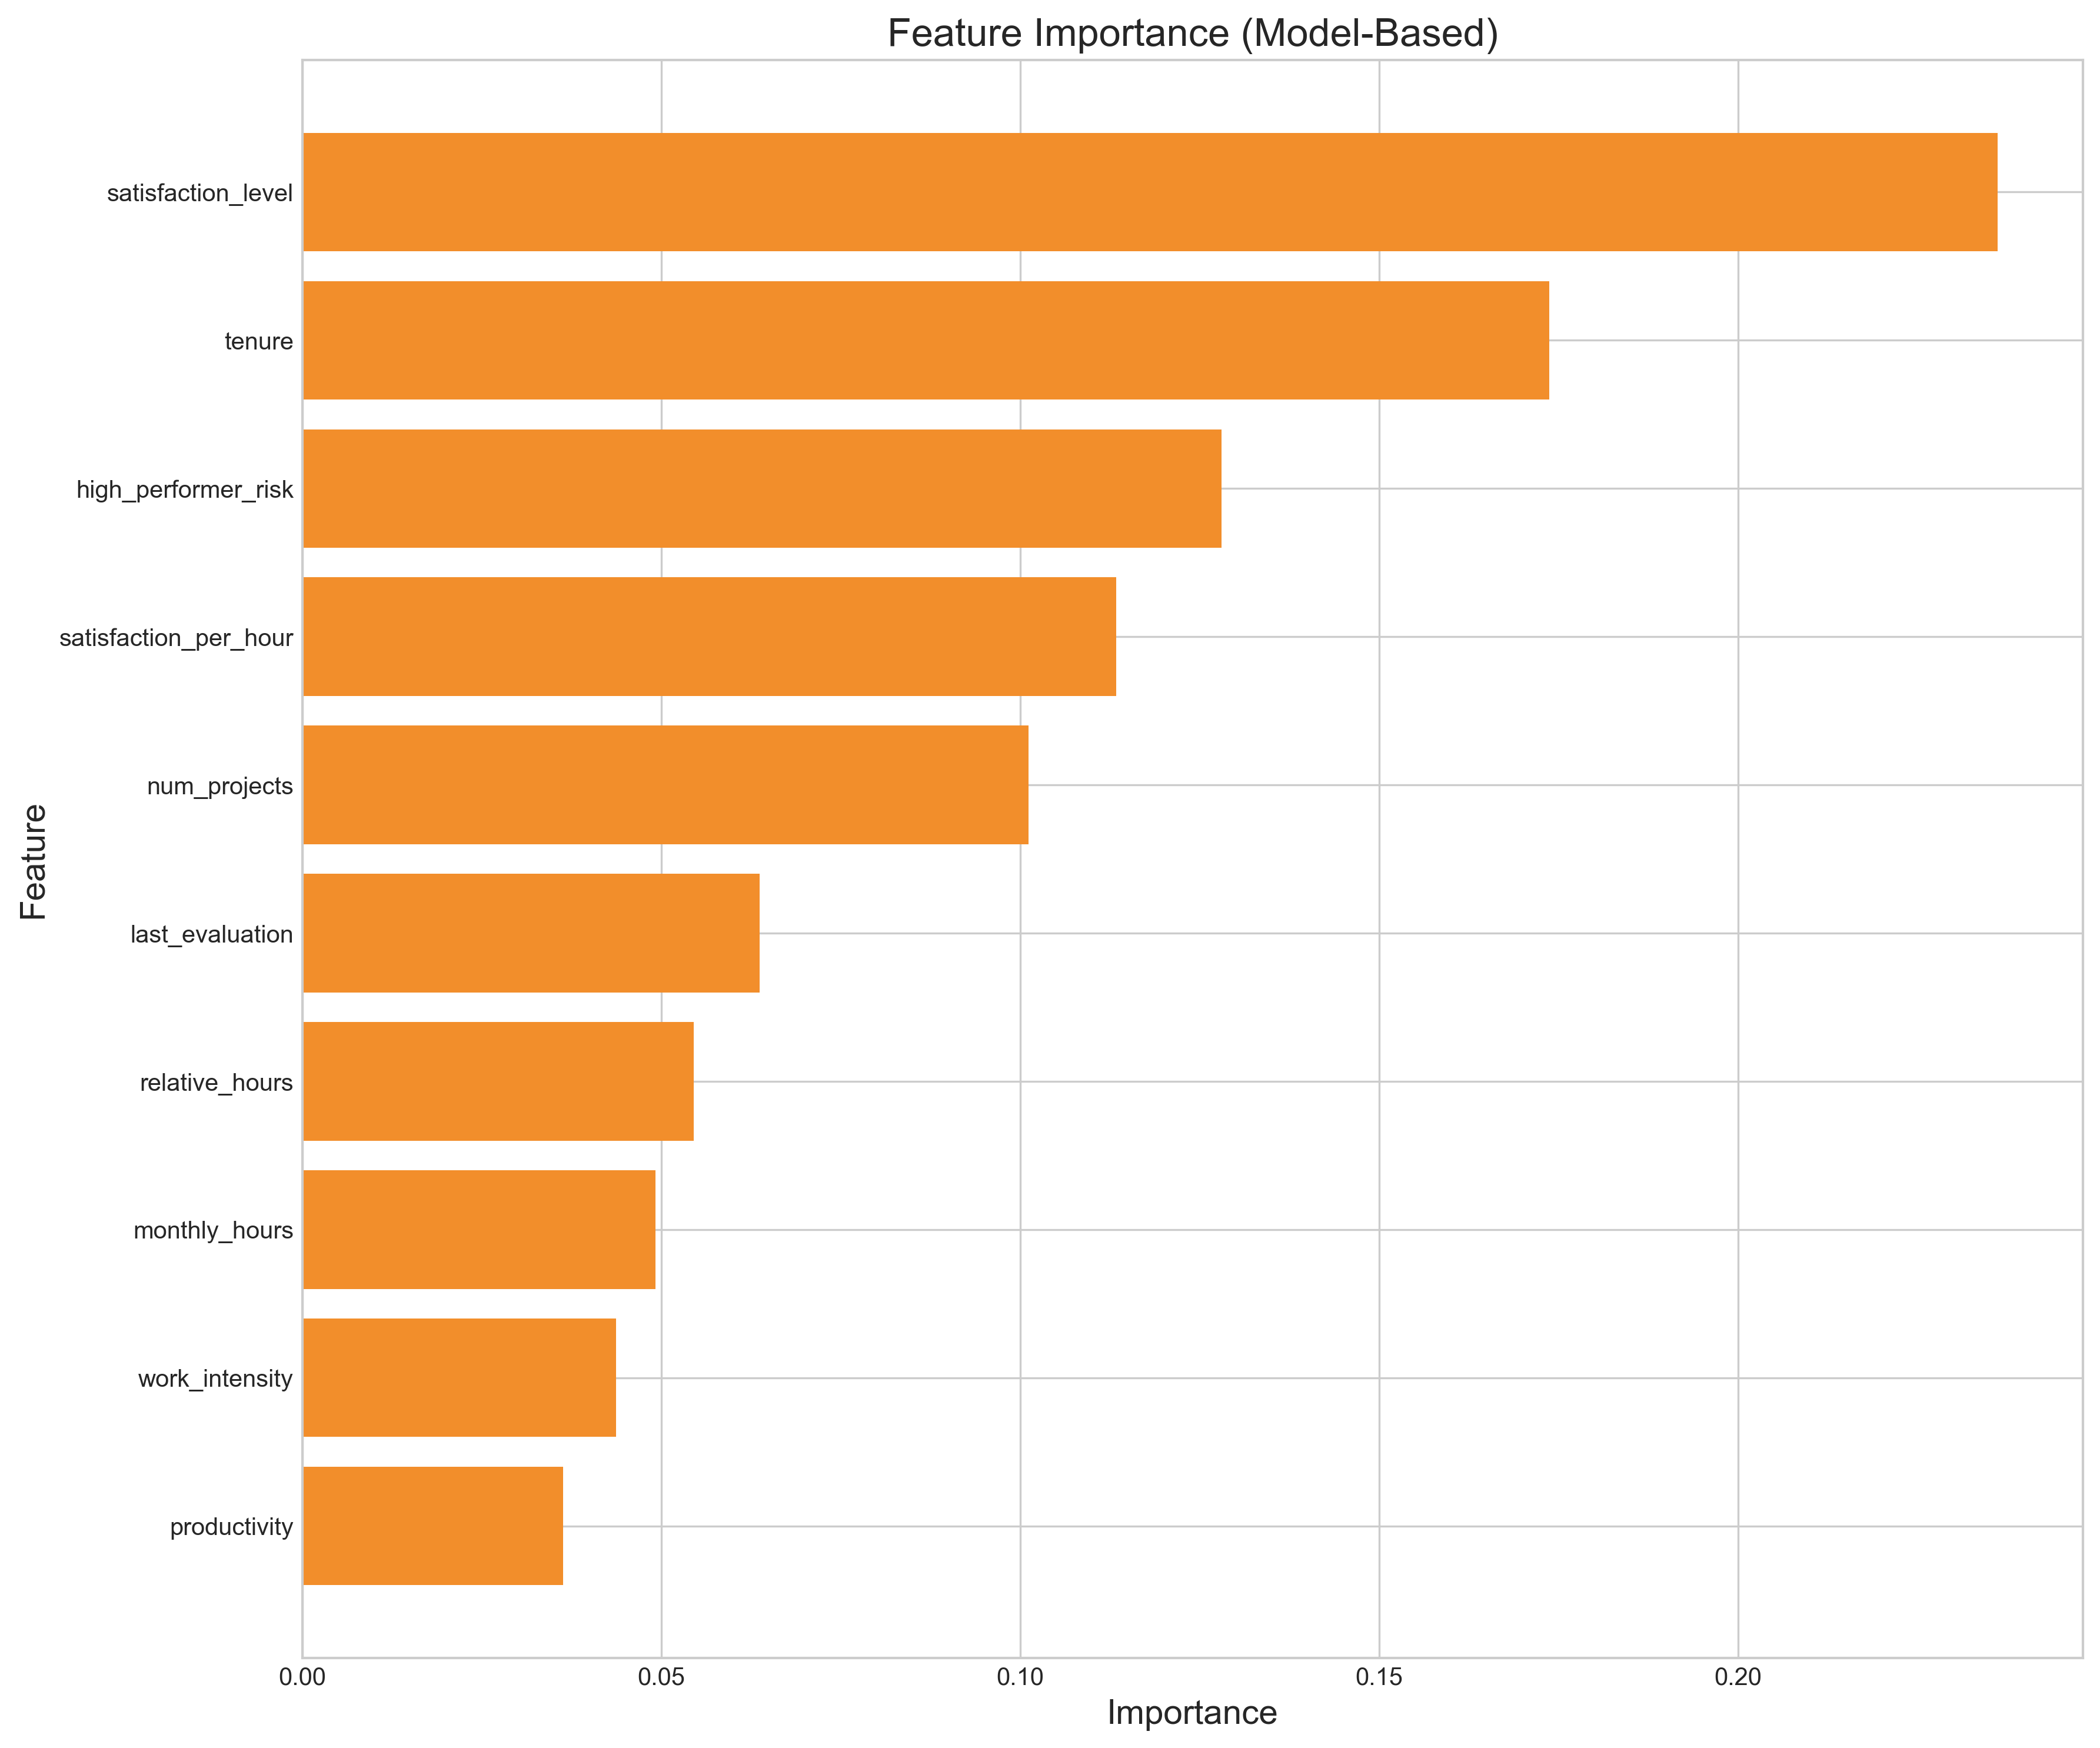 Feature Importance (Model-Based)
satisfaction_level
tenure
high_performer_risk
satisfaction_per_hour
num_projects
last_evaluation
relative_hours
monthly_hours
work_intensity
productivity
Feature
0.00 0.05 0.10 0.15 0.20
Importance